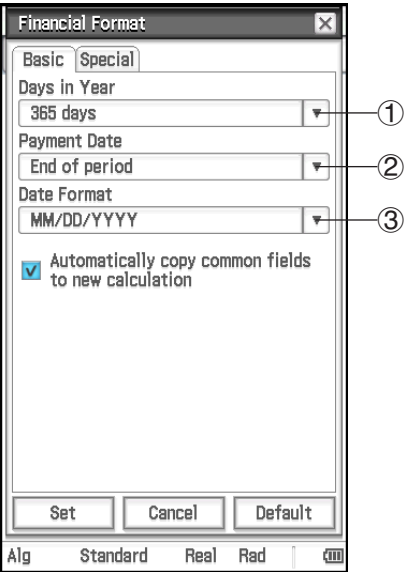 Financial Format
Basic Special
Days in Year
365 days
①
Payment Date
End of period
②
Date Format
MM/DD/YYYY
③
Automatically copy common fields
to new calculation
Set Cancel Default
Alg Standard Real Rad